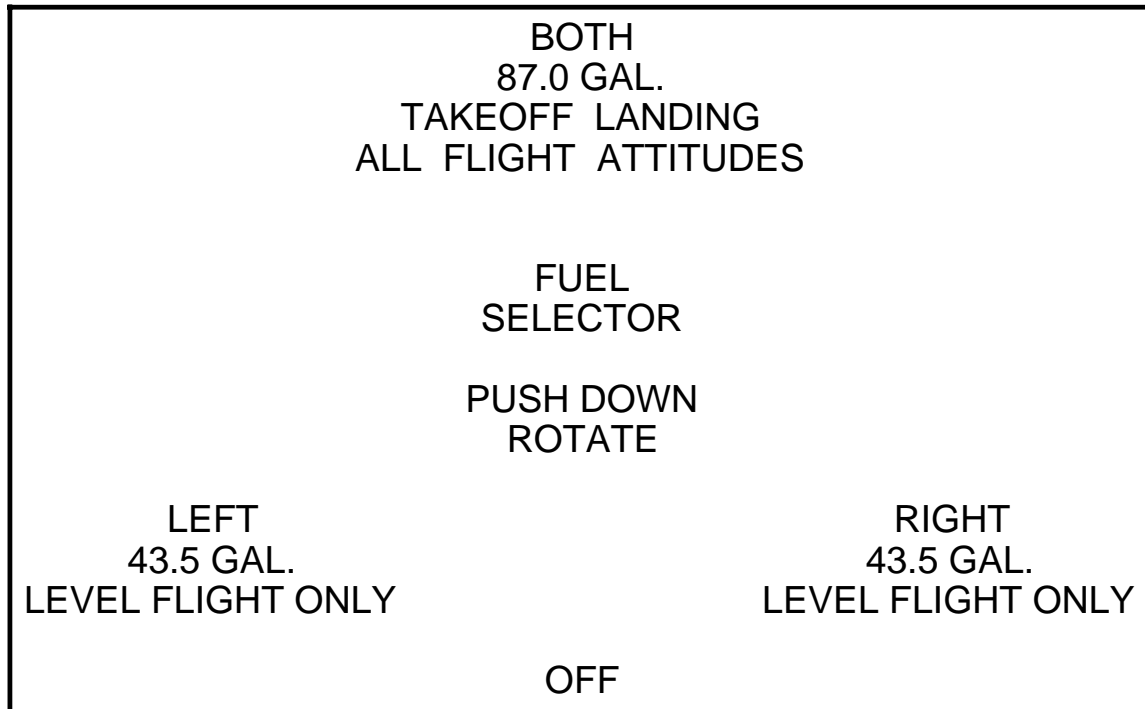 BOTH
87.0 GAL.
TAKEOFF LANDING
ALL FLIGHT ATTITUDES
FUEL
SELECTOR
PUSH DOWN
ROTATE
LEFT
43.5 GAL.
LEVEL FLIGHT ONLY
RIGHT
43.5 GAL.
LEVEL FLIGHT ONLY
OFF